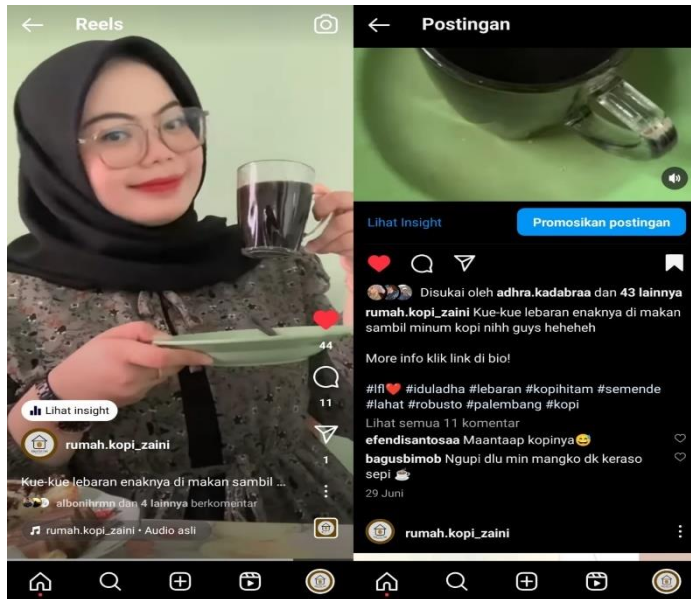 Reels
44
11
1
Lihat insight
rumah.kopi_zaini
Kue-kue lebaran enaknya di makan sambil ...
albonihrmn dan 4 lainnya berkomentar
rumah.kopi_zaini • Audio asli
Postingan
Lihat Insight
Promosikan postingan
Disukai oleh adhra.kadabraa dan 43 lainnya
rumah.kopi_zaini Kue-kue lebaran enaknya di makan
sambil minum kopi nihh guys heheheh
More info klik link di bio!
#lfl❤️ #iduladha #lebaran #kopihitam #semende
#lahat #robusto #palembang #kopi
Lihat semua 11 komentar
efendisantosaa Maantaap kopinya😅
bagusbimob Ngupi dlu min mangko dk keraso
sepi ☕
29 Juni
rumah.kopi_zaini